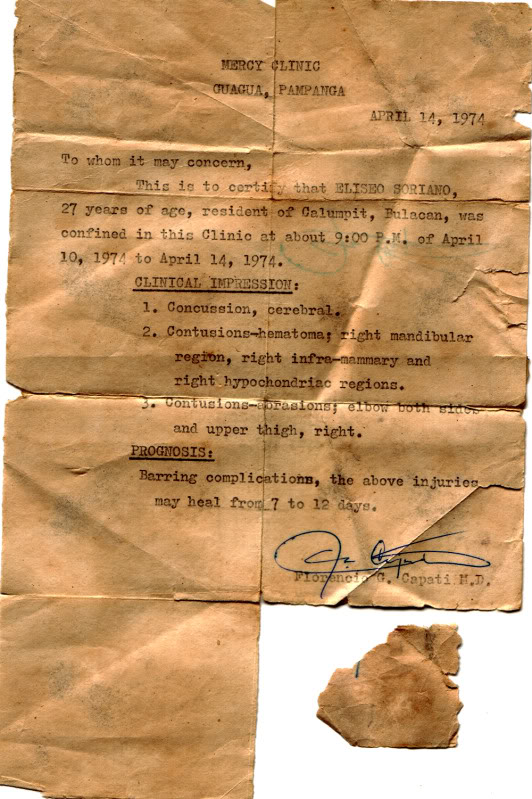 MERCY CLINIC
GUAGUA, PAMPANGA
APRIL 14, 1974
To whom it may concern,
This is to certify that ELISEO SORIANO,
27 years of age, resident of Calumpit, Bulacan, was
confined in this Clinic at about 9:00 P.M. of April
10, 1974 to April 14, 1974.
CLINICAL IMPRESSION:
1. Concussion, cerebral.
2. Contusions-hematoma; right mandibular
region, right infra-mammary and
right hypochondriac regions.
3. Contusions-abrasions; elbow both sides
and upper thigh, right.
PROGNOSIS:
Barring complications, the above injuries
may heal from 7 to 12 days.
Florencio G. Capati M.D.